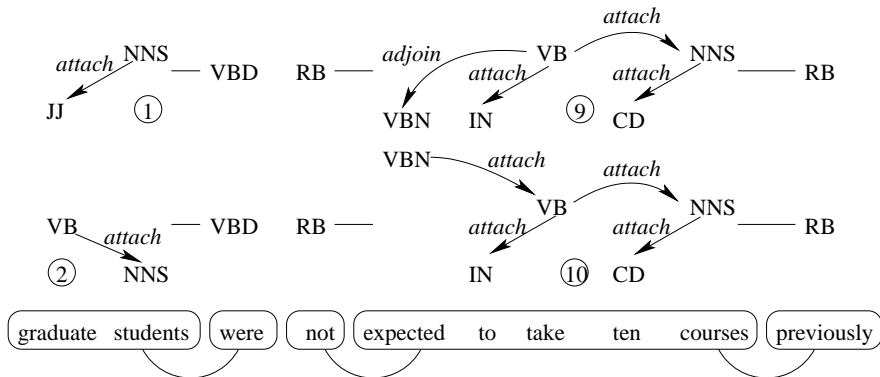 attach NNS adjoin VB attach NNS
VBD RB attach attach RB
JJ 1 VBN IN 9 CD
VBN attach
VB VBD RB VB attach NNS RB
attach attach attach
2 NNS IN 10 CD
graduate students were not expected to take ten courses previously